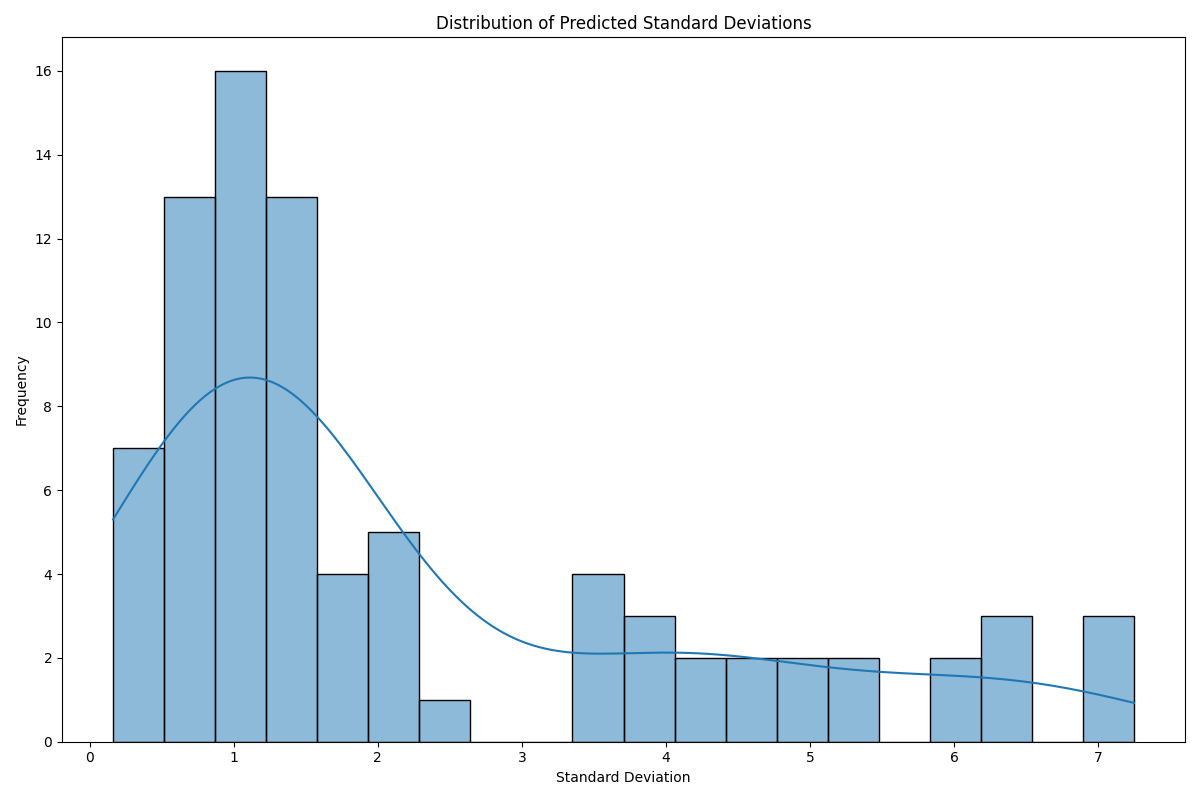 Distribution of Predicted Standard Deviations
Frequency
16
14
12
10
8
6
4
2
0
0 1 2 3 4 5 6 7
Standard Deviation